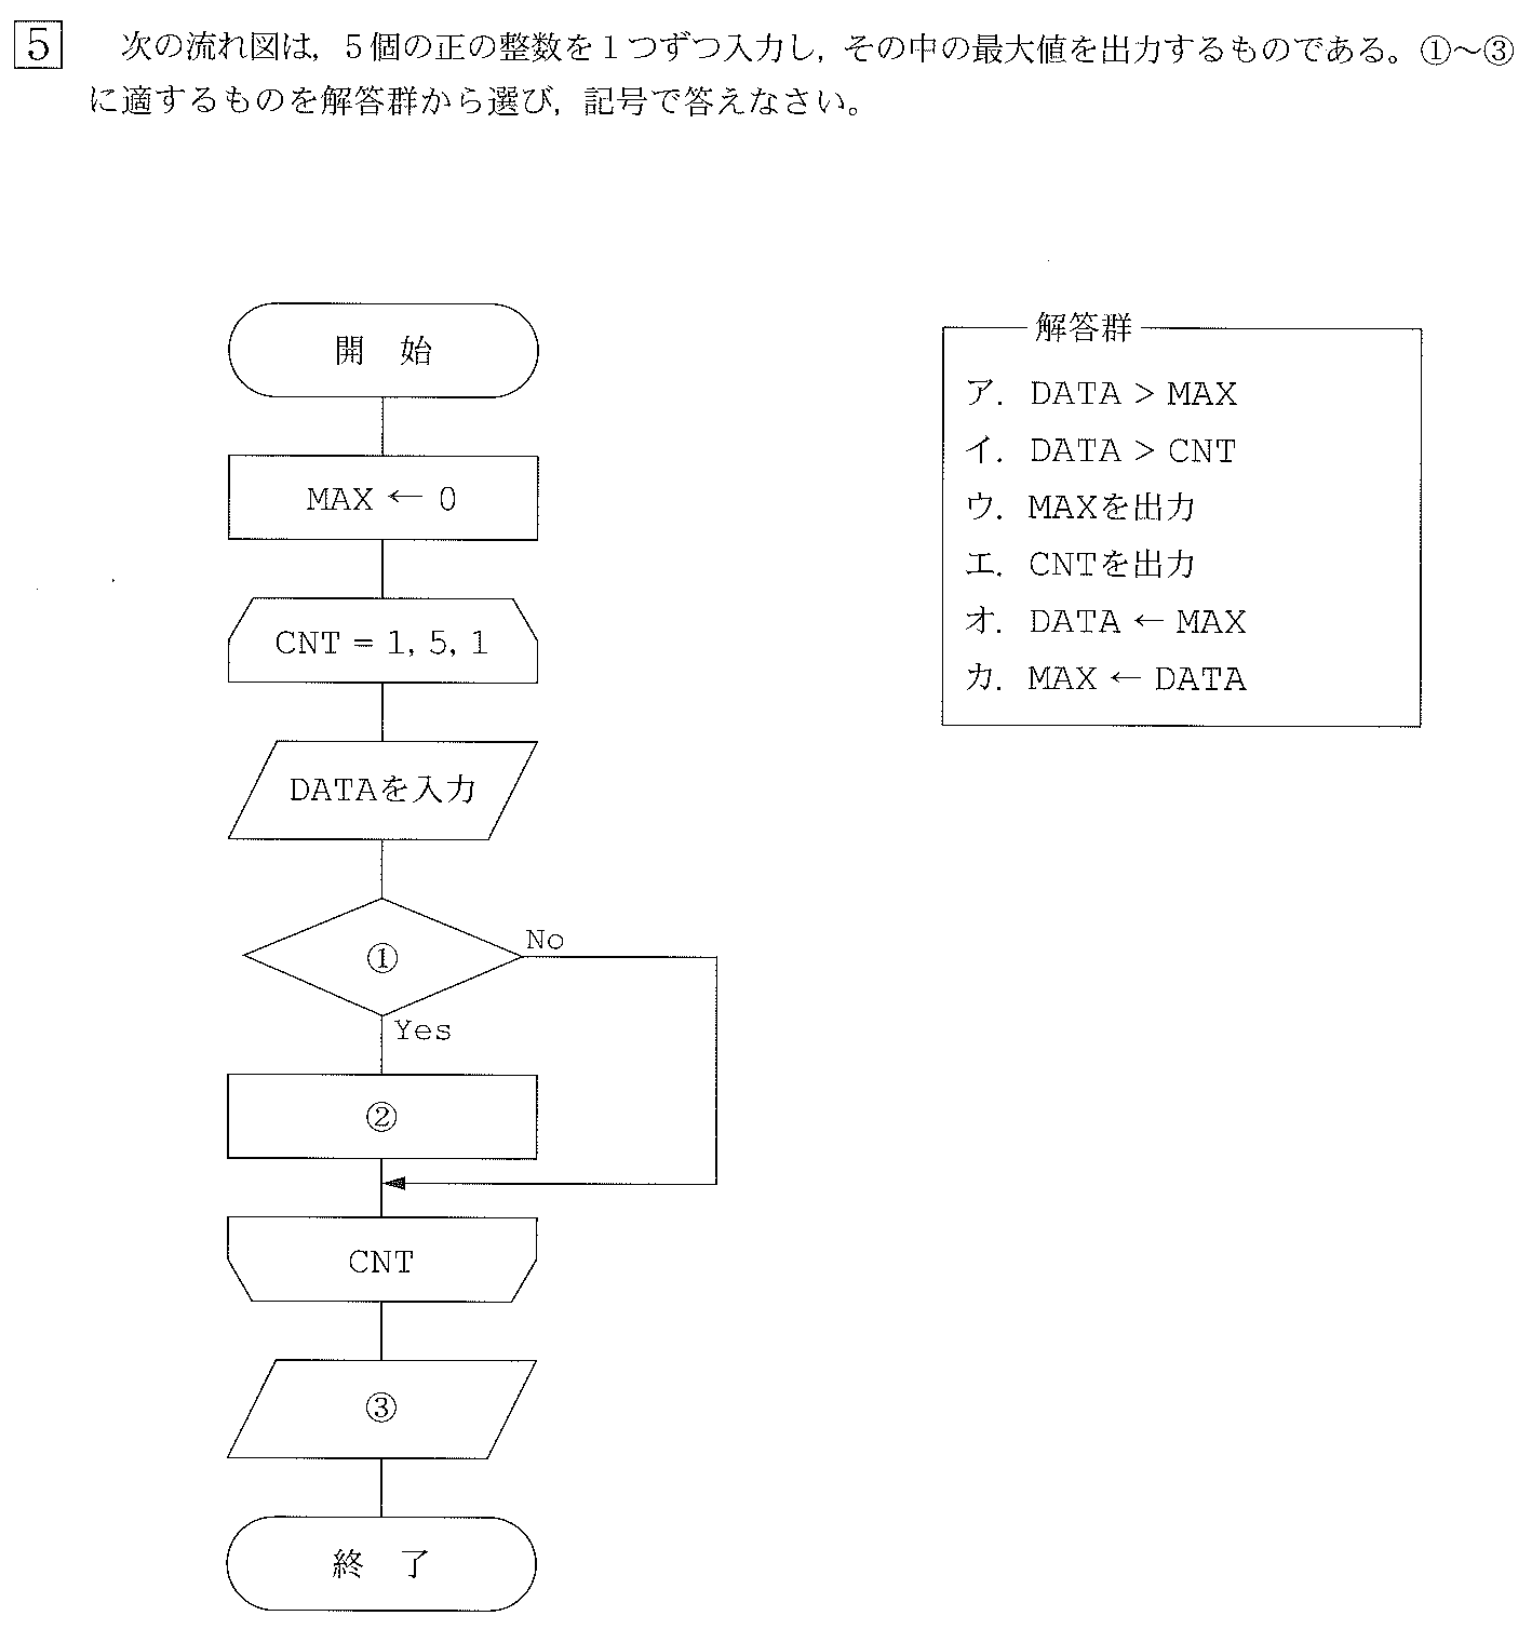 5 次の流れ図は，5個の正の整数を1つずつ入力し，その中の最大値を出力するものである。①～③
に適するものを解答群から選び，記号で答えなさい。
開 始
MAX ← 0
CNT = 1, 5, 1
DATAを入力
①
No
Yes
②
CNT
③
終 了
解答群
ア. DATA > MAX
イ. DATA > CNT
ウ. MAXを出力
エ. CNTを出力
オ. DATA ← MAX
カ. MAX ← DATA